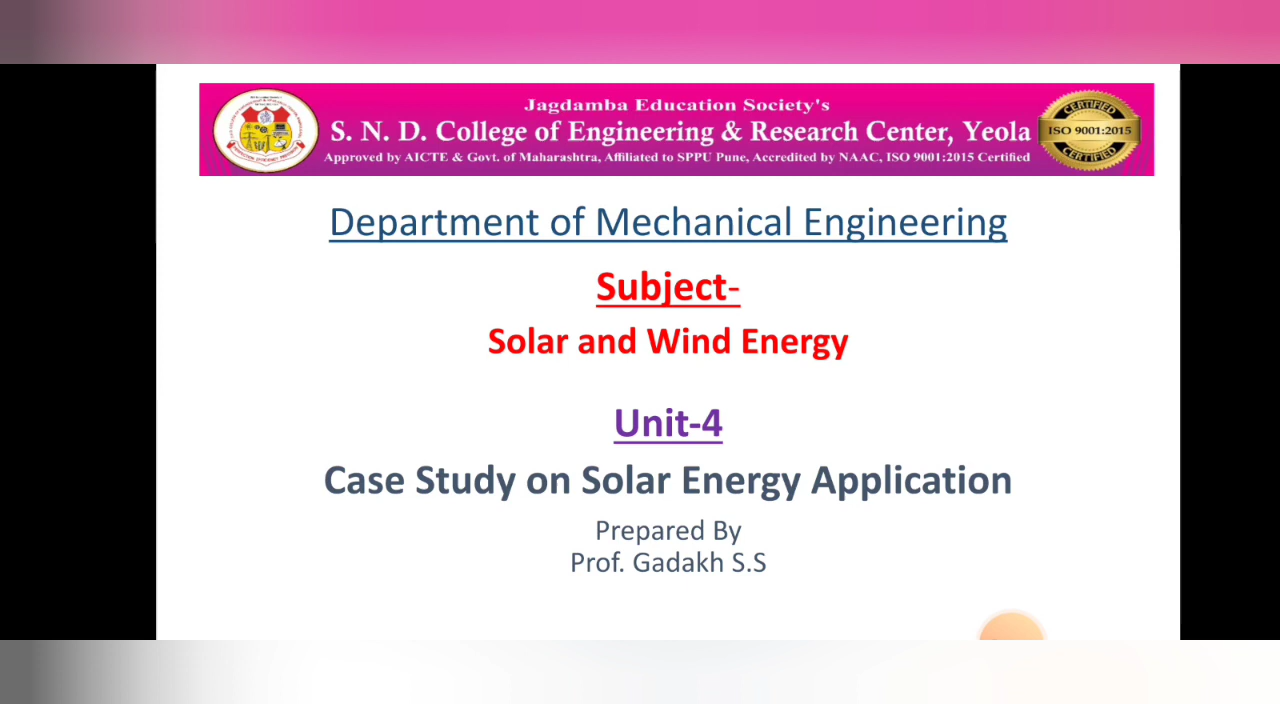 Jagdamba Education Society's
S. N. D. College of Engineering & Research Center, Yeola
Approved by AICTE & Govt. of Maharashtra, Affiliated to SPPU Pune, Accredited by NAAC, ISO 9001:2015 Certified
CERTIFIED
ISO 9001:2015
CERTIFIED
Department of Mechanical Engineering
Subject-
Solar and Wind Energy
Unit-4
Case Study on Solar Energy Application
Prepared By
Prof. Gadakh S.S